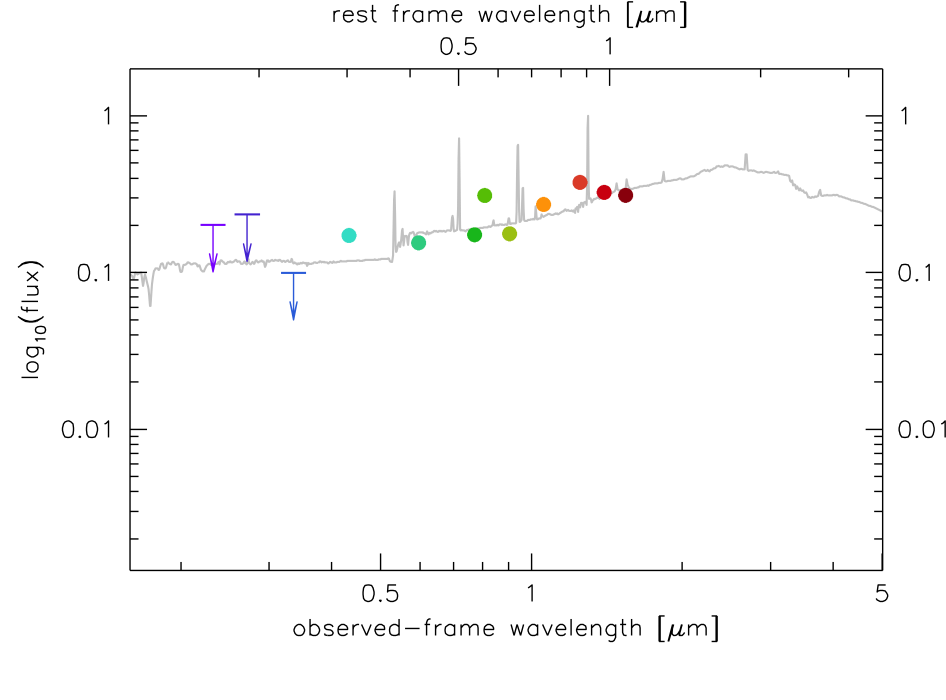 rest frame wavelength [μm]
0.5 1
1 1
0.1 0.1
0.01 0.01
log10(flux)
0.5 1 5
observed-frame wavelength [μm]